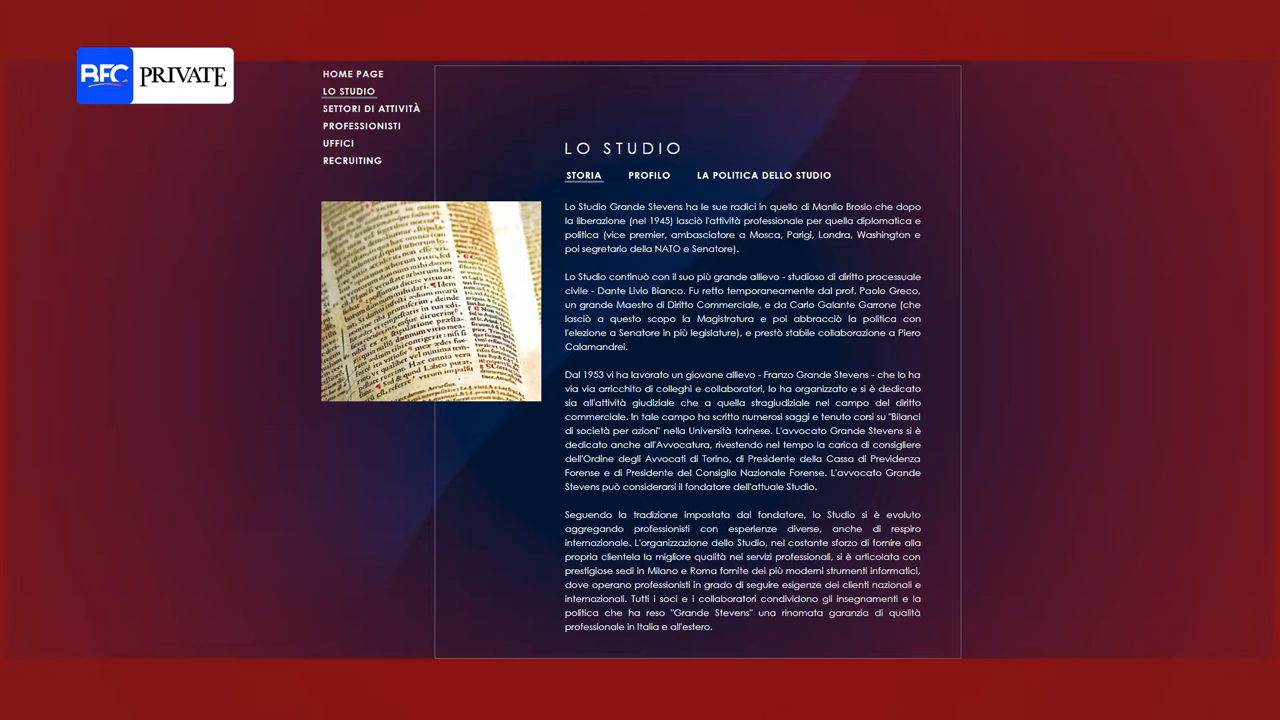 BFC PRIVATE
HOME PAGE
LO STUDIO
SETTORI DI ATTIVITÀ
PROFESSIONISTI
UFFICI
RECRUITING
LO STUDIO
STORIA PROFILO LA POLITICA DELLO STUDIO
Lo Studio Grande Stevens ha le sue radici in quello di Manlio Brosio che dopo
la liberazione (nel 1945) lasciò l'attività professionale per quella diplomatica e
politica (vice premier, ambasciatore a Mosca, Parigi, Londra, Washington e
poi segretario della NATO e Senatore).
Lo Studio continuò con il suo più grande allievo - studioso di diritto processuale
civile - Dante Livio Bianco. Fu retto temporaneamente dal prof. Paolo Greco,
un grande Maestro di Diritto Commerciale, e da Carlo Galante Garrone (che
lasciò a questo scopo la Magistratura e poi abbracciò la politica con
l'elezione a Senatore in più legislature), e prestò stabile collaborazione a Piero
Calamandrei.
Dal 1953 vi ha lavorato un giovane allievo - Franzo Grande Stevens - che lo ha
via via arricchito di colleghi e collaboratori, lo ha organizzato e si è dedicato
sia all'attività giudiziale che a quella stragiudiziale nel campo del diritto
commerciale. In tale campo ha scritto numerosi saggi e tenuto corsi su "Bilanci
di società per azioni" nella Università torinese. L'avvocato Grande Stevens si è
dedicato anche all'Avvocatura, rivestendo nel tempo la carica di consigliere
dell'Ordine degli Avvocati di Torino, di Presidente della Cassa di Previdenza
Forense e di Presidente del Consiglio Nazionale Forense. L'avvocato Grande
Stevens può considerarsi il fondatore dell'attuale Studio.
Seguendo la tradizione impostata dal fondatore, lo Studio si è evoluto
aggregando professionisti con esperienze diverse, anche di respiro
internazionale. L'organizzazione dello Studio, nel costante sforzo di fornire alla
propria clientela la migliore qualità nei servizi professionali, si è articolata con
prestigiose sedi in Milano e Roma fornite dei più moderni strumenti informatici,
dove operano professionisti in grado di seguire esigenze dei clienti nazionali e
internazionali. Tutti i soci e i collaboratori condividono gli insegnamenti e la
politica che ha reso "Grande Stevens" una rinomata garanzia di qualità
professionale in Italia e all'estero.